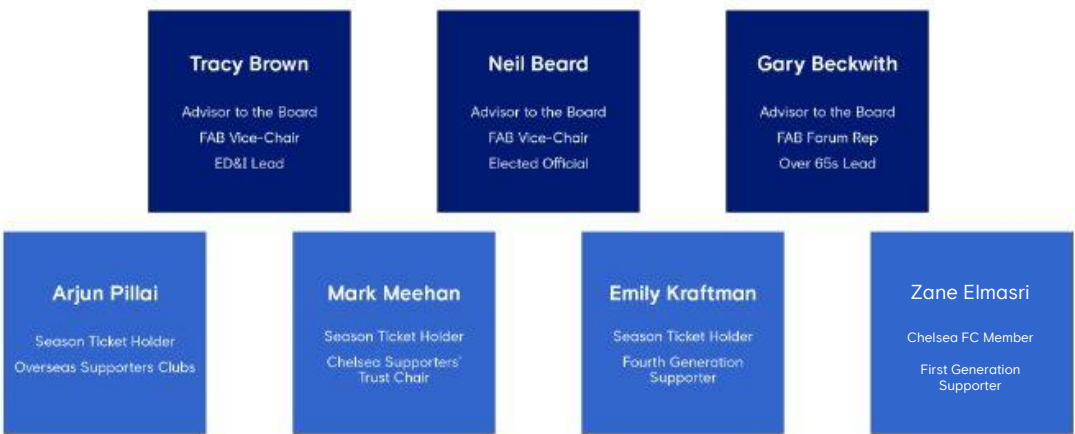 Tracy Brown
Advisor to the Board
FAB Vice-Chair
ED&I Lead
Neil Beard
Advisor to the Board
FAB Vice-Chair
Elected Official
Gary Beckwith
Advisor to the Board
FAB Forum Rep
Over 65s Lead
Arjun Pillai
Season Ticket Holder
Overseas Supporters Clubs
Mark Meehan
Season Ticket Holder
Chelsea Supporters'
Trust Chair
Emily Kraftman
Season Ticket Holder
Fourth Generation
Supporter
Zane Elmasri
Chelsea FC Member
First Generation
Supporter